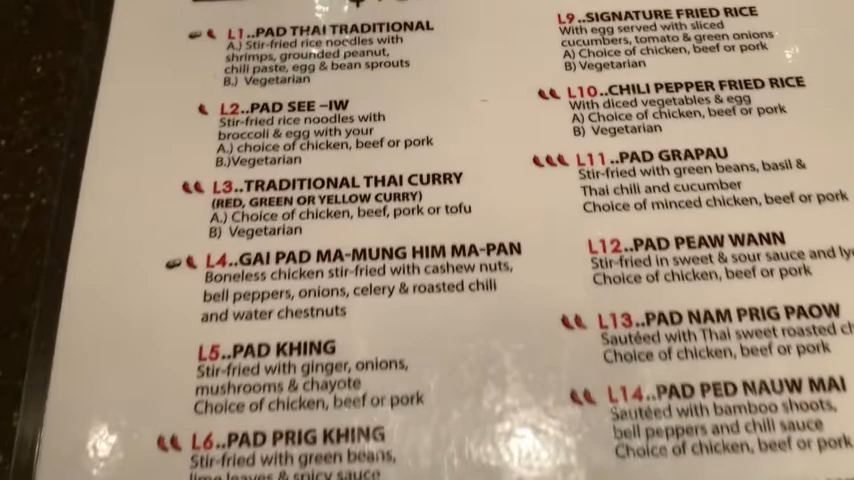 L1..PAD THAI TRADITIONAL
A.) Stir-fried rice noodles with
shrimps, grounded peanut,
chili paste, egg & bean sprouts
B.) Vegetarian
L2..PAD SEE –IW
Stir-fried rice noodles with
broccoli & egg with your
A.) choice of chicken, beef or pork
B.)Vegetarian
L3..TRADITIONAL THAI CURRY
(RED, GREEN OR YELLOW CURRY)
A.) Choice of chicken, beef, pork or tofu
B) Vegetarian
L4..GAI PAD MA-MUNG HIM MA-PAN
Boneless chicken stir-fried with cashew nuts,
bell peppers, onions, celery & roasted chili
and water chestnuts
L5..PAD KHING
Stir-fried with ginger, onions,
mushrooms & chayote
Choice of chicken, beef or pork
L6..PAD PRIG KHING
Stir-fried with green beans,
lime leaves & spicy sauce
L9..SIGNATURE FRIED RICE
With egg served with sliced
cucumbers, tomato & green onions
A) Choice of chicken, beef or pork
B) Vegetarian
L10..CHILI PEPPER FRIED RICE
With diced vegetables & egg
A) Choice of chicken, beef or pork
B) Vegetarian
L11..PAD GRAPAU
Stir-fried with green beans, basil &
Thai chili and cucumber
Choice of minced chicken, beef or pork
L12..PAD PEAW WANN
Stir-fried in sweet & sour sauce and
Choice of chicken, beef or pork
L13..PAD NAM PRIG PAOW
Sautéed with Thai sweet roasted
Choice of chicken, beef or pork
L14..PAD PED NAUW MAI
Sautéed with bamboo shoots,
bell peppers and chili sauce
Choice of chicken, beef or pork